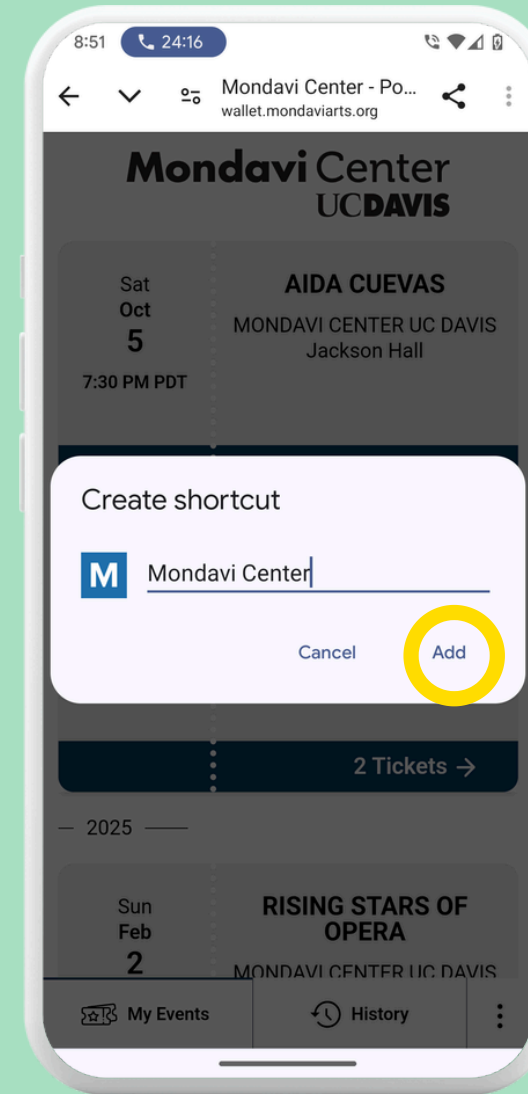 8:51 24:16
Mondavi Center - Po...
wallet.mondaviarts.org
Mondavi Center
UCDAVIS
Sat
Oct
5
7:30 PM PDT
AIDA CUEVAS
MONDAVI CENTER UC DAVIS
Jackson Hall
Create shortcut
M
Mondavi Center
Cancel
Add
2 Tickets →
2025
Sun
Feb
2
RISING STARS OF
OPERA
MONDAVI CENTER UC DAVIS
My Events
History